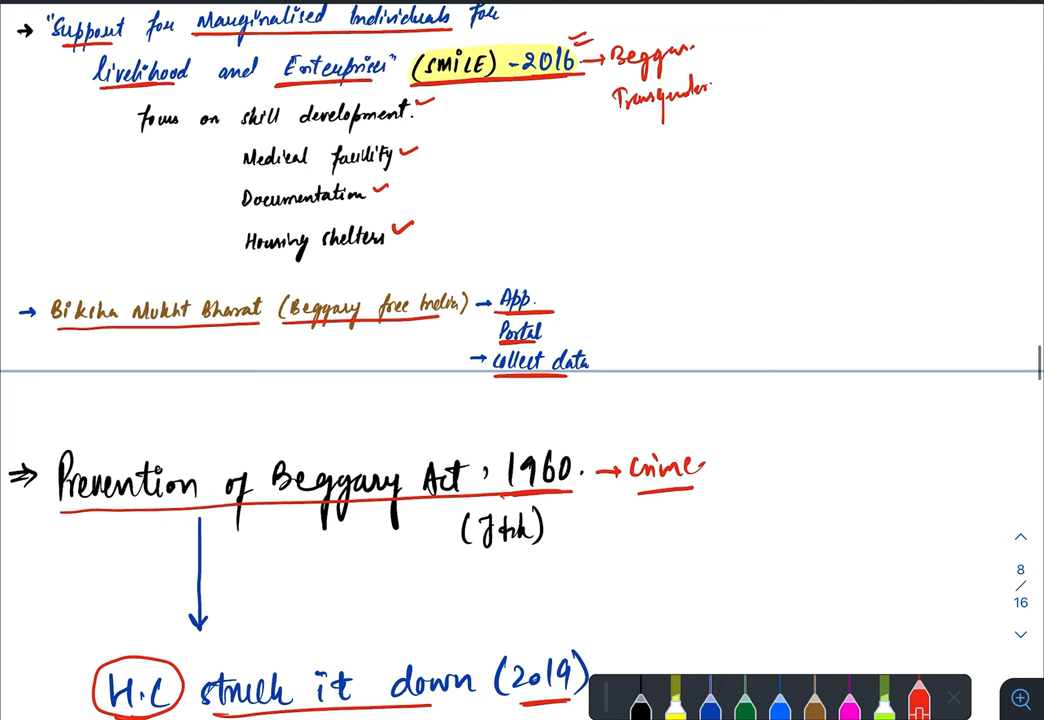 → "Support for Marginalised Individuals for
livelihood and Enterprises" (SMILE) - 2016 → Beggar
Transgender
focus on skill development.
Medical facility
Documentation
Housing shelters
→ Biksha Mukht Bharat (Beggary free India) → App.
Portal
→ collect data
⇒ Prevention of Beggary Act, 1960. → Crime
(J&K)
H.C struck it down (2019)
8
/
16